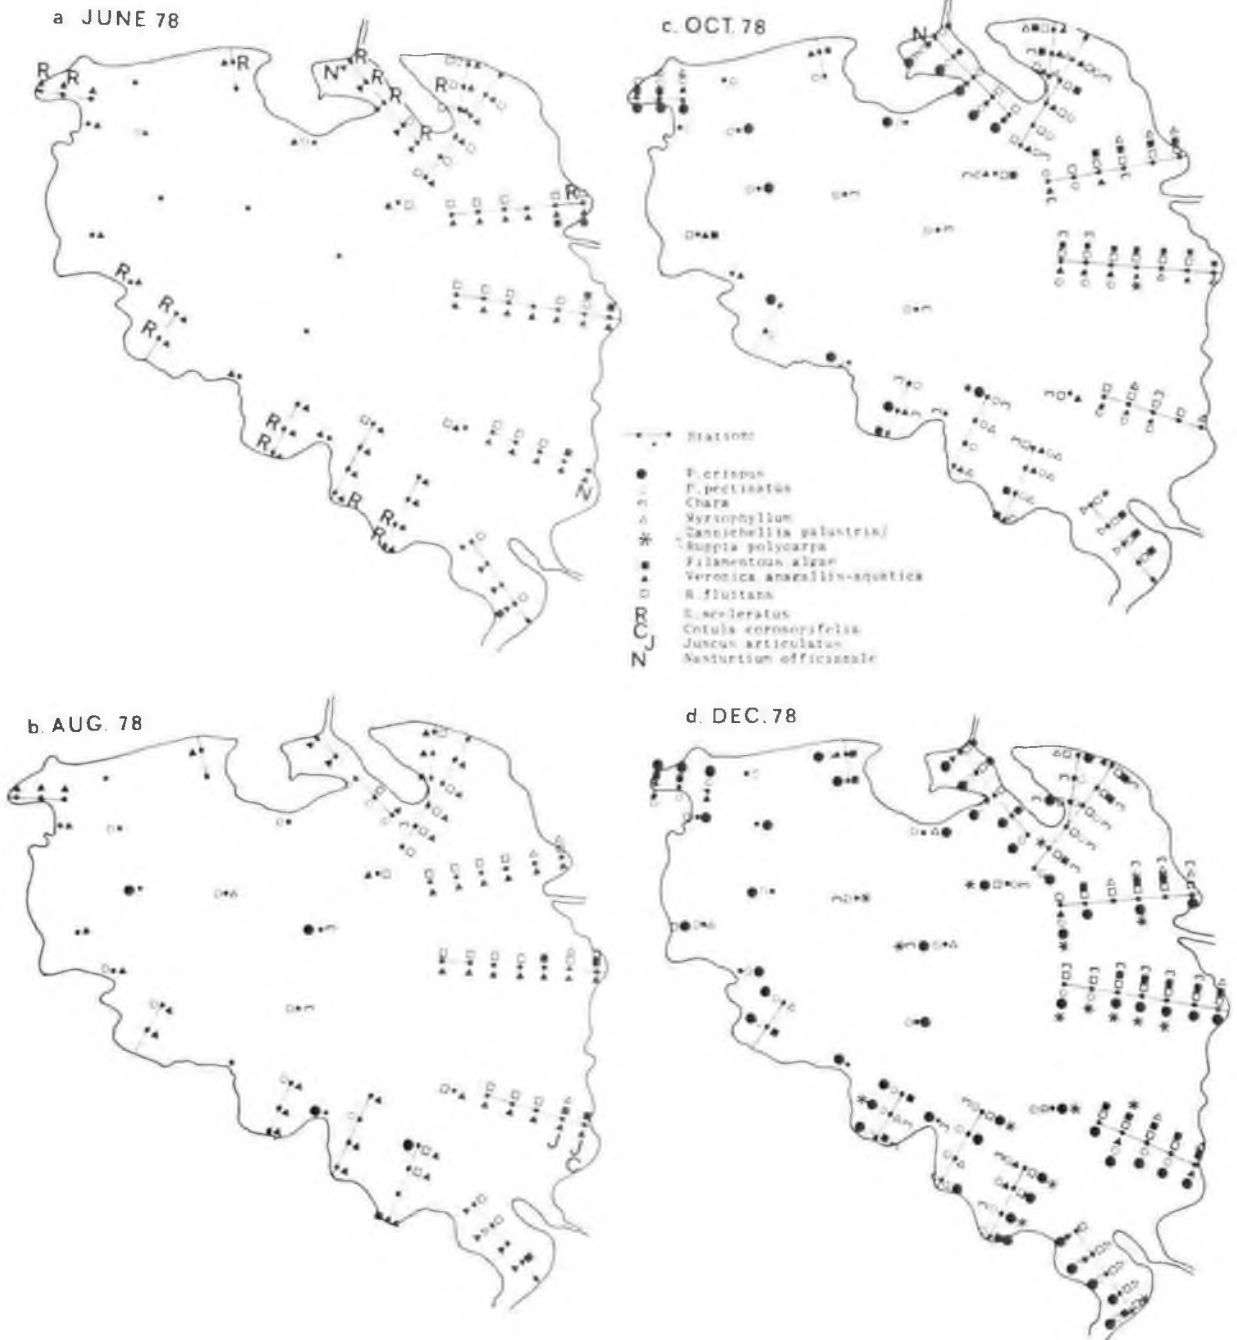 a JUNE 78
c. OCT. 78
Stations
P.crispus
P.pectinatus
Chara
Myriophyllum
Zannichellia palustris/
Ruppia polycarpa
Filamentous algae
Veronica anagallis-aquatica
R.fluitans
R R.sceleratus
C Cotula coronopifolia
J Juncus articulatus
N Nasturtium officionale
b. AUG. 78
d. DEC. 78
R
R
R
N
R
R
R
R
R
R
R
R
R
R
R
R
R
R
N
N
J
J
C